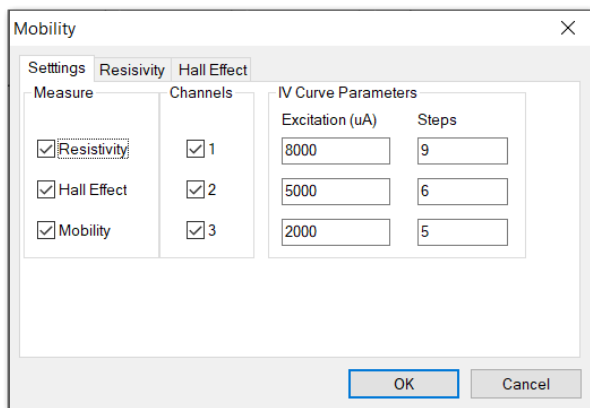 Mobility
Setttings Resisivity Hall Effect
Measure Channels IV Curve Parameters
Excitation (uA) Steps
Resistivity 1 8000 9
Hall Effect 2 5000 6
Mobility 3 2000 5
OK Cancel